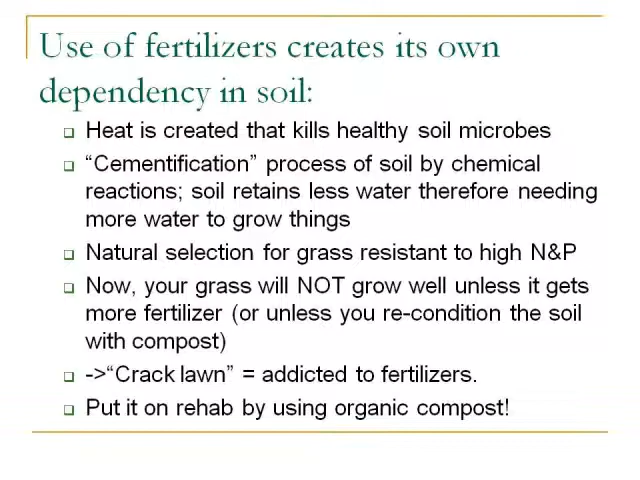 Use of fertilizers creates its own
dependency in soil:
Heat is created that kills healthy soil microbes
“Cementification” process of soil by chemical
reactions; soil retains less water therefore needing
more water to grow things
Natural selection for grass resistant to high N&P
Now, your grass will NOT grow well unless it gets
more fertilizer (or unless you re-condition the soil
with compost)
->“Crack lawn” = addicted to fertilizers.
Put it on rehab by using organic compost!